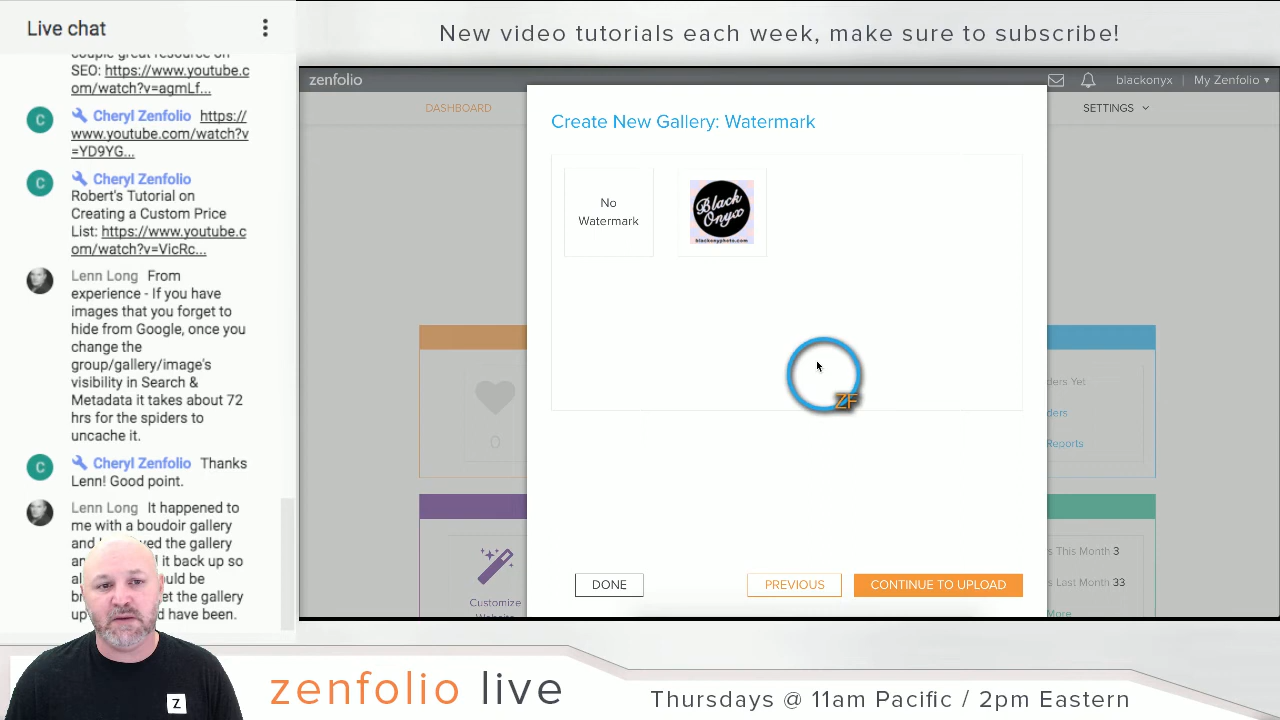 Live chat
couple great resource on
SEO: https://www.youtube.c
om/watch?v=agmLf...
C
Cheryl Zenfolio https://
www.youtube.com/watch?v
=YD9YG...
C
Cheryl Zenfolio
Robert's Tutorial on
Creating a Custom Price
List: https://www.youtube.c
om/watch?v=VicRc...
Lenn Long From
experience - If you have
images that you forget to
hide from Google, once you
change the
group/gallery/image's
visibility in Search &
Metadata it takes about 72
hrs for the spiders to
uncache it.
C
Cheryl Zenfolio Thanks
Lenn! Good point.
Lenn Long It happened to
me with a boudoir gallery
the gallery
it back up so
be
the gallery
have been.
Z
New video tutorials each week, make sure to subscribe!
zenfolio
blackonyx | My Zenfolio
DASHBOARD
SETTINGS
Create New Gallery: Watermark
No
Watermark
Black
Onyx
blackonyphoto.com
ZF
0
Yet
Reports
Customize
This Month 3
Last Month 33
More
DONE
PREVIOUS
CONTINUE TO UPLOAD
zenfolio live
Thursdays @ 11am Pacific / 2pm Eastern